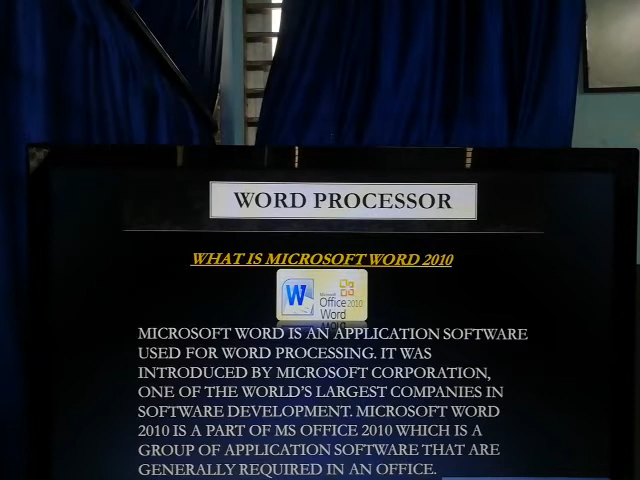 WORD PROCESSOR
WHAT IS MICROSOFT WORD 2010
W
Microsoft
Office 2010
Word
MICROSOFT WORD IS AN APPLICATION SOFTWARE
USED FOR WORD PROCESSING. IT WAS
INTRODUCED BY MICROSOFT CORPORATION,
ONE OF THE WORLD'S LARGEST COMPANIES IN
SOFTWARE DEVELOPMENT. MICROSOFT WORD
2010 IS A PART OF MS OFFICE 2010 WHICH IS A
GROUP OF APPLICATION SOFTWARE THAT ARE
GENERALLY REQUIRED IN AN OFFICE.